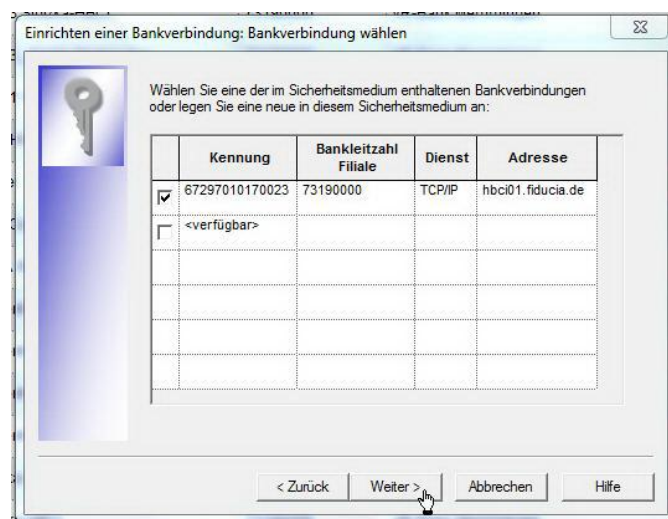 Einrichten einer Bankverbindung: Bankverbindung wählen
Wählen Sie eine der im Sicherheitsmedium enthaltenen Bankverbindungen
oder legen Sie eine neue in diesem Sicherheitsmedium an:
Kennung Bankleitzahl Filiale Dienst Adresse
67297010170023 73190000 TCP/IP hbci01.fiducia.de
<verfügbar>
< Zurück Weiter > Abbrechen Hilfe